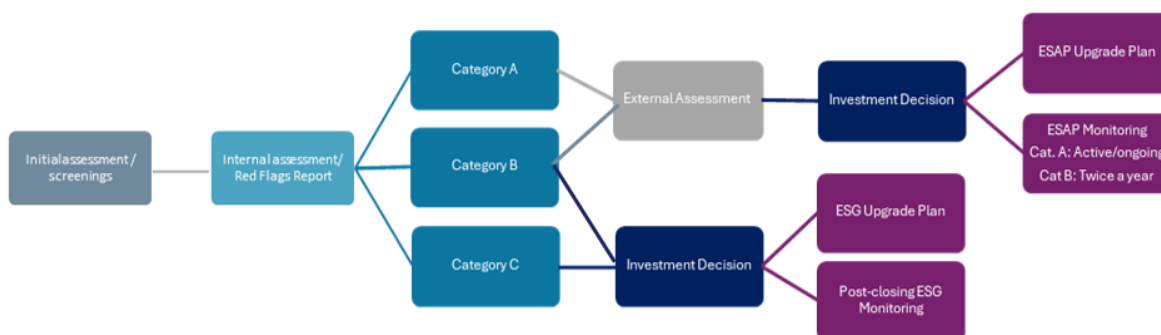 Initial assessment /
screenings
Internal assessment/
Red Flags Report
Category A
Category B
Category C
External Assessment
Investment Decision
Investment Decision
ESAP Upgrade Plan
ESAP Monitoring
Cat. A: Active/ongoing
Cat B: Twice a year
ESG Upgrade Plan
Post-closing ESG
Monitoring